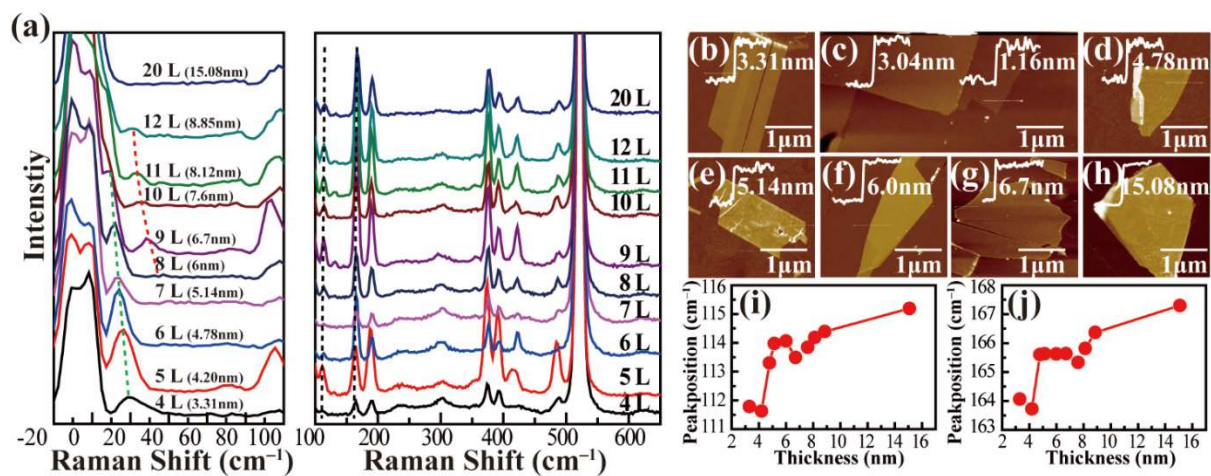 (a)
Intenstiy
20 L (15.08nm)
12 L (8.85nm)
11 L (8.12nm)
10 L (7.6nm)
9 L (6.7nm)
8 L (6nm)
7 L (5.14nm)
6 L (4.78nm)
5 L (4.20nm)
4 L (3.31nm)
-20 0 20 40 60 80 100
Raman Shift (cm⁻¹)
20 L
12 L
11 L
10 L
9 L
8 L
7 L
6 L
5 L
4 L
100 200 300 400 500 600
Raman Shift (cm⁻¹)
(b) 3.31nm
1μm
(c) 3.04nm 1.16nm
1μm
(d) 4.78nm
1μm
(e) 5.14nm
1μm
(f) 6.0nm
1μm
(g) 6.7nm
1μm
(h) 15.08nm
1μm
(i)
Peakposition (cm⁻¹)
116
115
114
113
112
111
2 4 6 8 10 12 14 16
Thickness (nm)
(j)
Peakposition (cm⁻¹)
168
167
166
165
164
163
2 4 6 8 10 12 14 16
Thickness (nm)